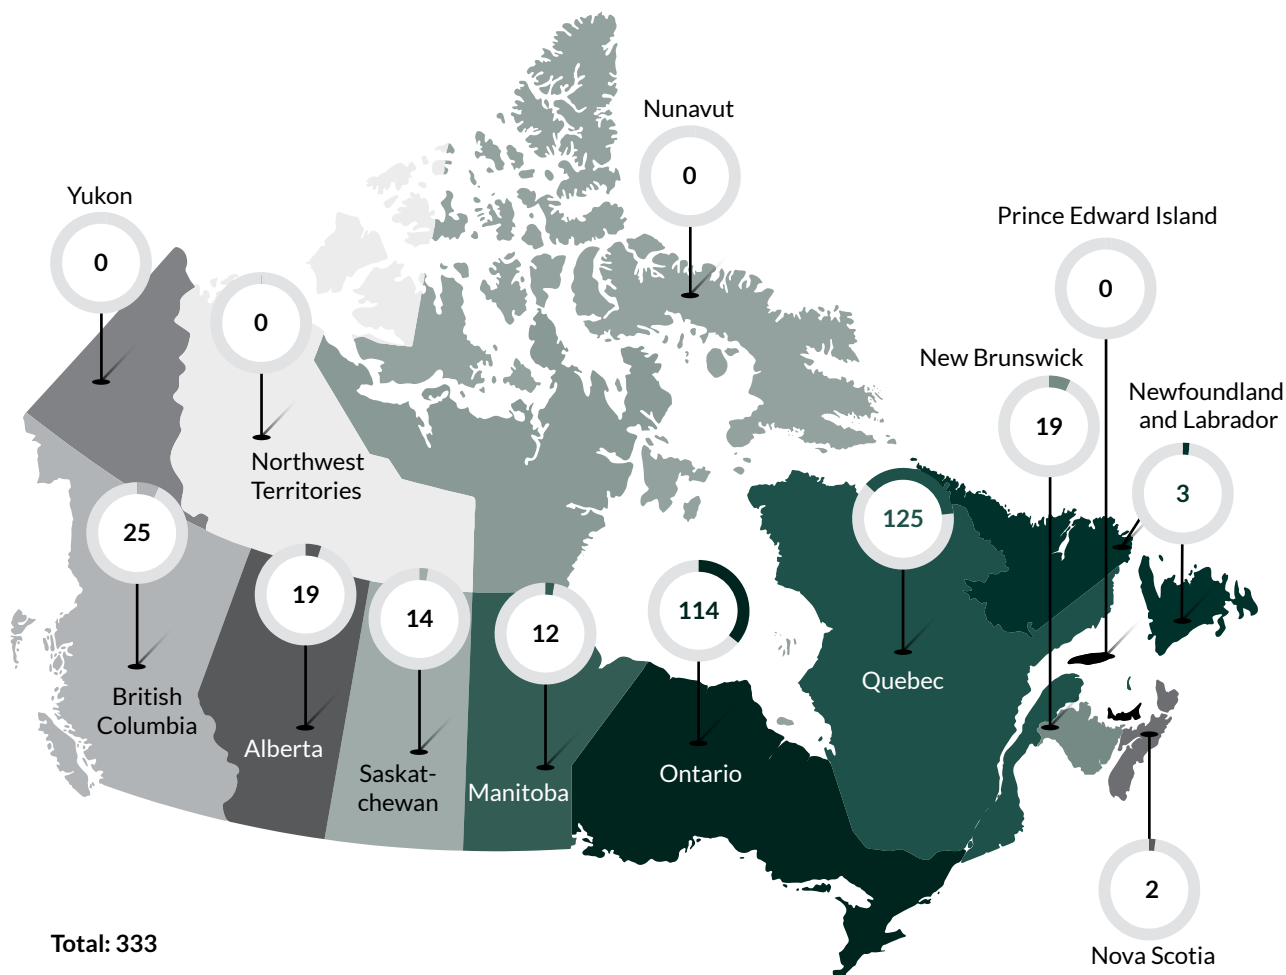 Nunavut
0
Yukon
0
Prince Edward Island
0
0
Northwest
Territories
New Brunswick
19
Newfoundland
and Labrador
3
25
British
Columbia
19
Alberta
14
Saskat-
chewan
12
Manitoba
114
Ontario
125
Quebec
2
Nova Scotia
Total: 333